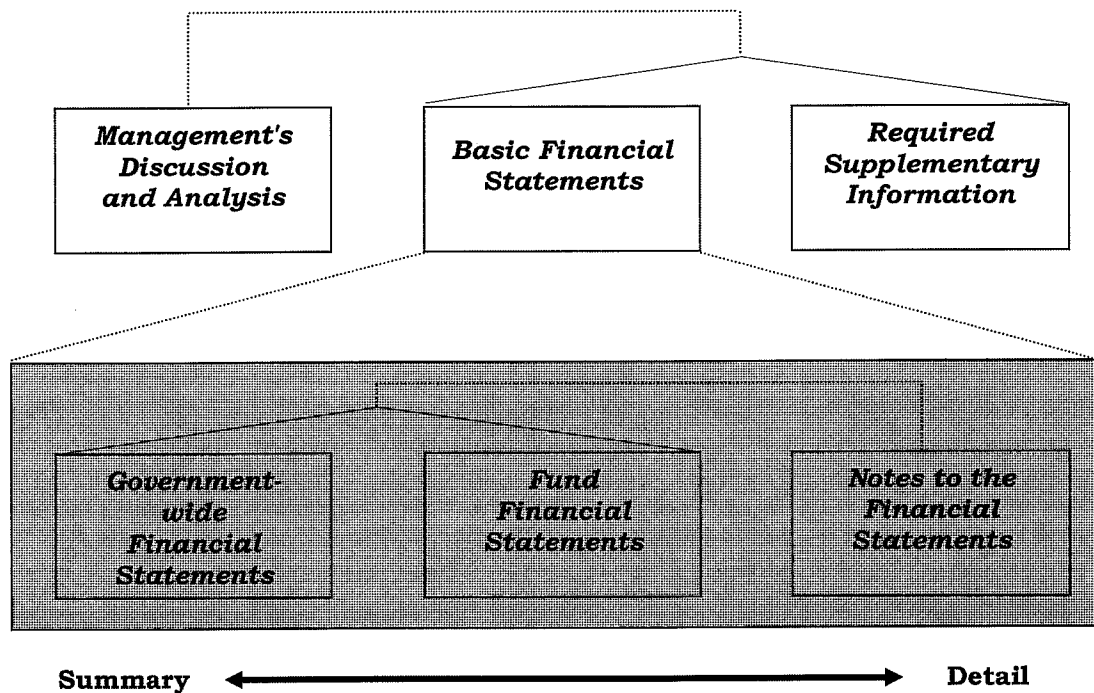 Management's
Discussion
and Analysis
Basic Financial
Statements
Required
Supplementary
Information
Government-
wide
Financial
Statements
Fund
Financial
Statements
Notes to the
Financial
Statements
Summary
Detail